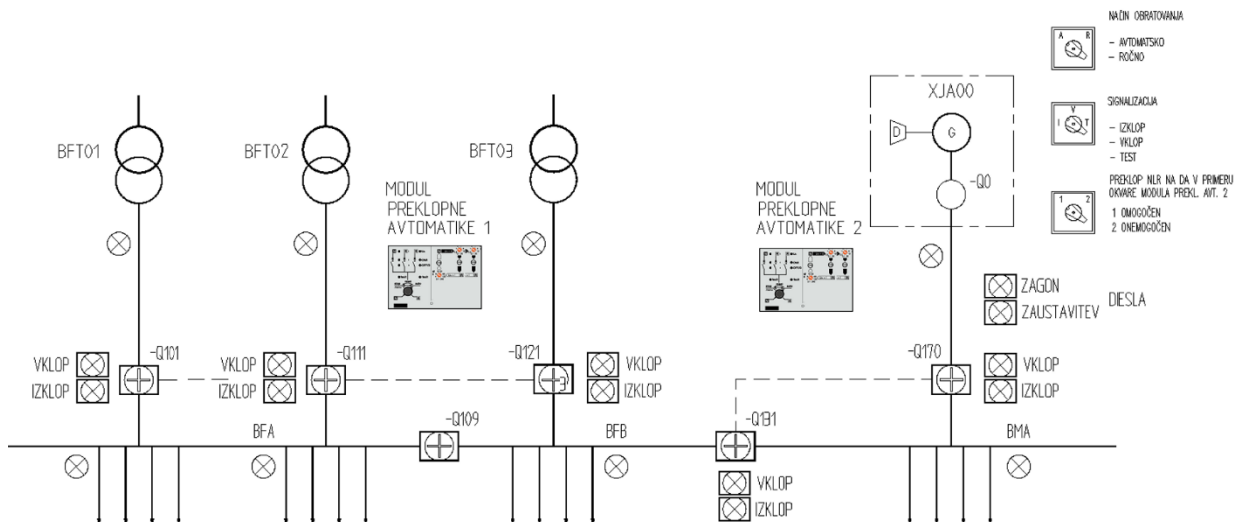 NAČIN OBRATOVANJA
A R
- AVTOMATSKO
- ROČNO
XJA00
SIGNALIZACIJA
V
I T
- IZKLOP
- VKLOP
- TEST
D
G
BFT01
BFT02
BFT03
-Q0
PREKLOP NLR NA DA V PRIMERU
OKVARE MODULA PREKL. AVT. 2
1 2
1 OMOGOČEN
2 ONEMOGOČEN
MODUL
PREKLOPNE
AVTOMATIKE 1
MODUL
PREKLOPNE
AVTOMATIKE 2
ZAGON
ZAUSTAVITEV
DIESLA
-Q101
-Q111
-Q121
-Q170
VKLOP
IZKLOP
VKLOP
IZKLOP
3
VKLOP
IZKLOP
VKLOP
IZKLOP
BFA
-Q109
BFB
-Q131
BMA
VKLOP
IZKLOP